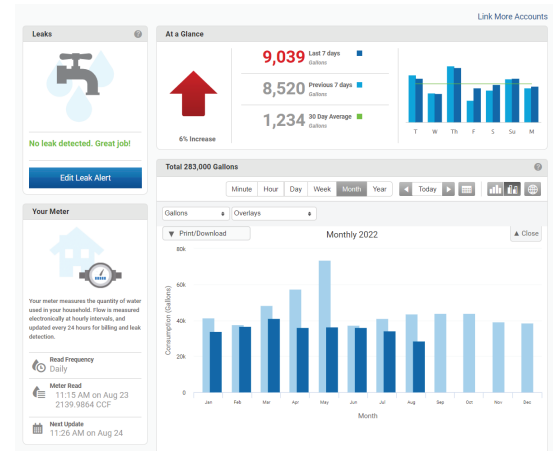 Link More Accounts
Leaks
No leak detected. Great job!
Edit Leak Alert
Your Meter
Your meter measures the quantity of water
used in your household. Flow is measured
electronically at hourly intervals, and
updated every 24 hours for billing and leak
detection.
Read Frequency
Daily
Meter Read
11:15 AM on Aug 23
2139.9864 CCF
Next Update
11:26 AM on Aug 24
At a Glance
6% Increase
9,039 Last 7 days
Gallons
8,520 Previous 7 days
Gallons
1,234 30 Day Average
Gallons
T W Th F S Su M
Total 283,000 Gallons
Minute Hour Day Week Month Year Today
Gallons Overlays
Print/Download
Monthly 2022
Close
Consumption (Gallons)
80k
60k
40k
20k
0
Jan Feb Mar Apr May Jun Jul Aug Sep Oct Nov Dec
Month